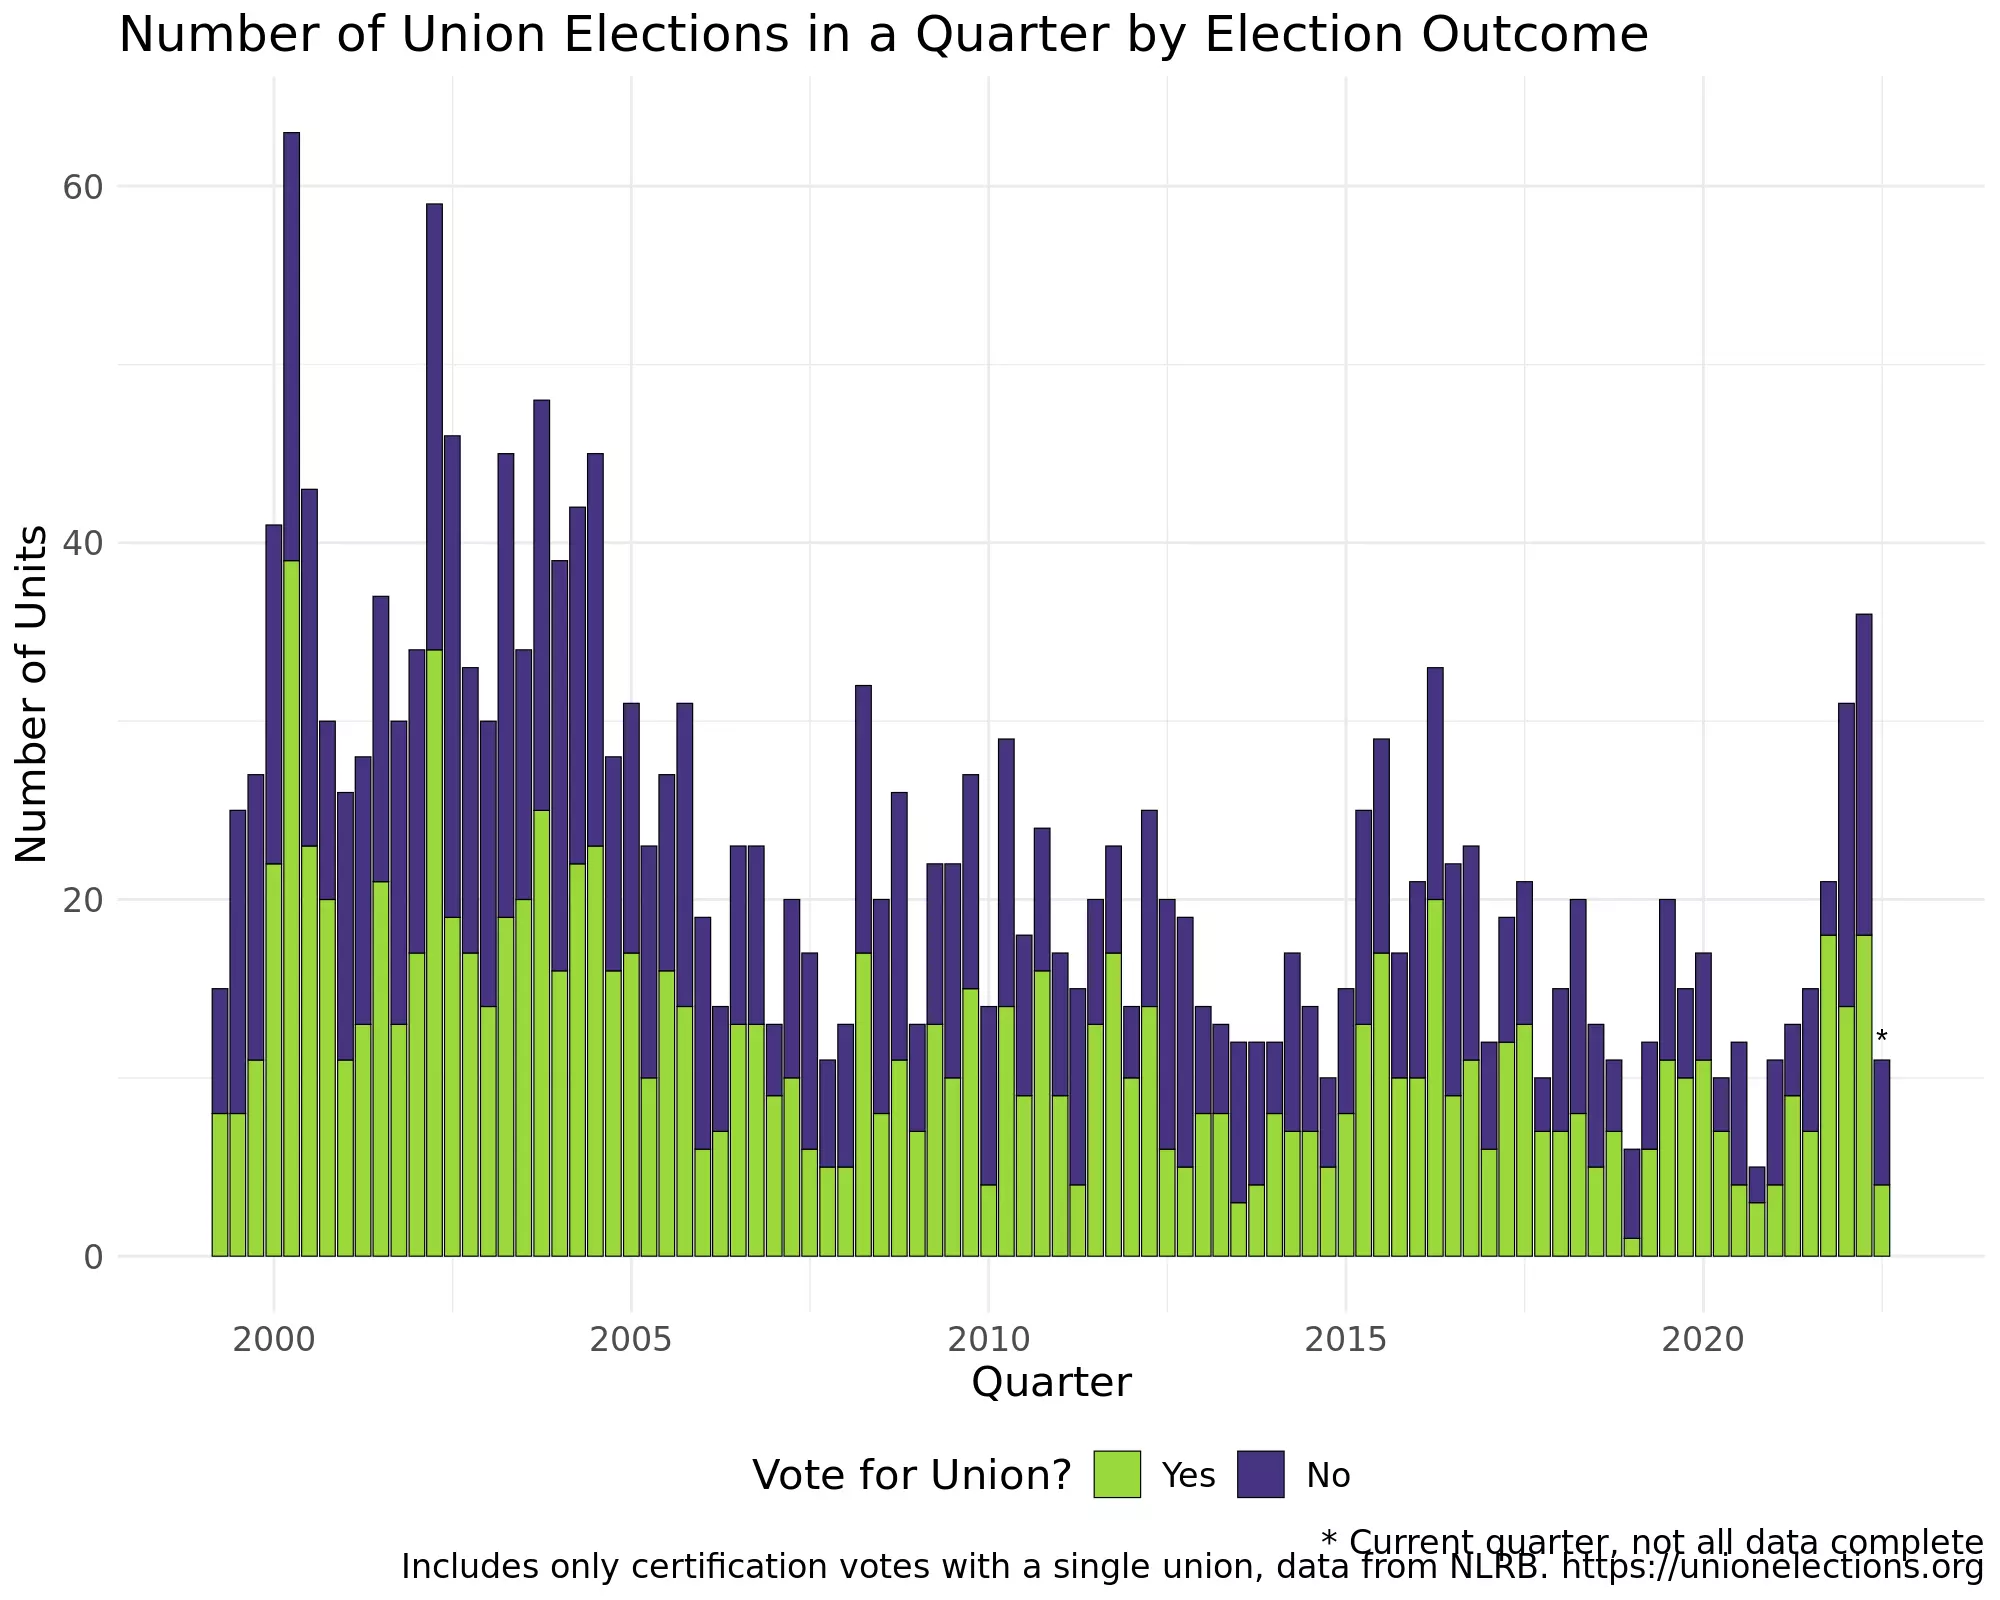 Number of Union Elections in a Quarter by Election Outcome
60
40
20
0
Number of Units
*
2000 2005 2010 2015 2020
Quarter
Vote for Union? Yes No
* Current quarter, not all data complete
Includes only certification votes with a single union, data from NLRB. https://unionelections.org